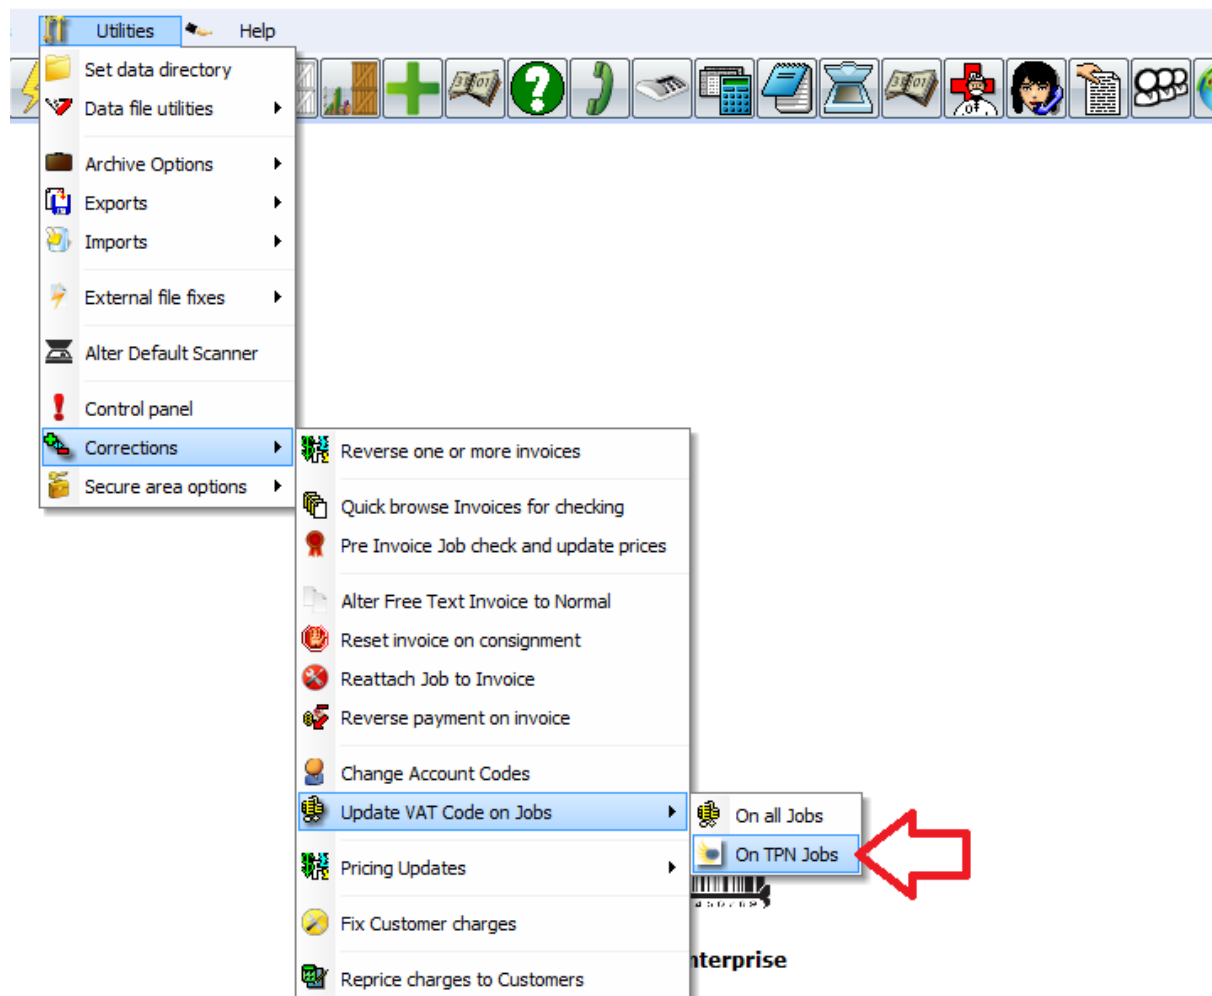 Utilities
Help
Set data directory
Data file utilities
Archive Options
Exports
Imports
External file fixes
Alter Default Scanner
Control panel
Corrections
Secure area options
Reverse one or more invoices
Quick browse Invoices for checking
Pre Invoice Job check and update prices
Alter Free Text Invoice to Normal
Reset invoice on consignment
Reattach Job to Invoice
Reverse payment on invoice
Change Account Codes
Update VAT Code on Jobs
Pricing Updates
Fix Customer charges
Reprice charges to Customers
On all Jobs
On TPN Jobs
nterprise